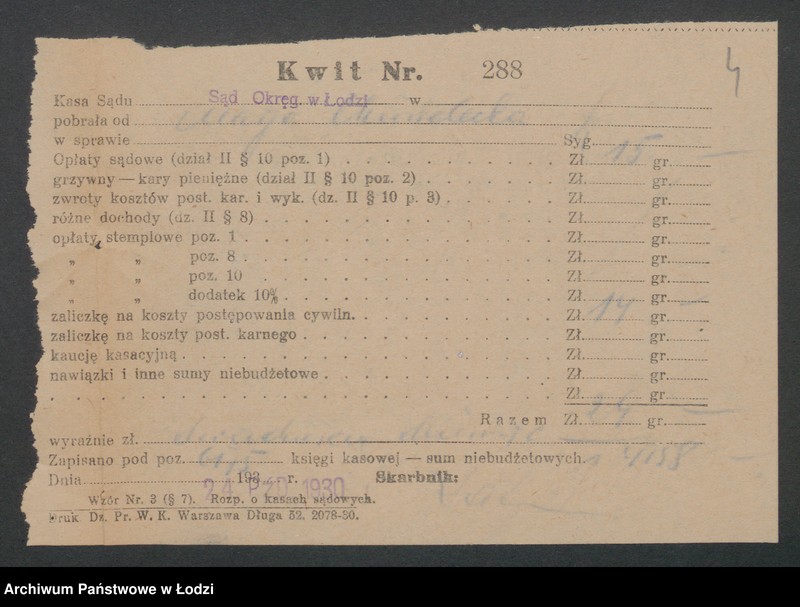 4
Kwit Nr. 288
Kasa Sądu Sąd Okręg. w Łodzi w
pobrała od
w sprawie Syg
Opłaty sądowe (dział II § 10 poz. 1) Zł. 15 gr. —
grzywny — kary pieniężne (dział II § 10 poz. 2) Zł. gr.
zwroty kosztów post. kar. i wyk. (dz. II § 10 p. 3) Zł. gr.
różne dochody (dz. II § 8) Zł. gr.
opłaty stemplowe poz. 1 Zł. gr.
„ „ poz. 8 Zł. gr.
„ „ poz. 10 Zł. gr.
„ „ dodatek 10% Zł. gr.
zaliczkę na koszty postępowania cywiln. Zł. 14 gr. —
zaliczkę na koszty post. karnego Zł. gr.
kaucję kasacyjną Zł. gr.
nawiązki i inne sumy niebudżetowe Zł. gr.
Zł. gr.
Razem Zł. gr. —
wyraźnie zł.
Zapisano pod poz. księgi kasowej — sum niebudżetowych.
Dnia 24 PAŹ 1930 193 r. Skarbnik:
Wzór Nr. 3 (§ 7). Rozp. o kasach sądowych.
Druk. Dz. Pr. W. K. Warszawa Długa 52. 2078-30.
Archiwum Państwowe w Łodzi